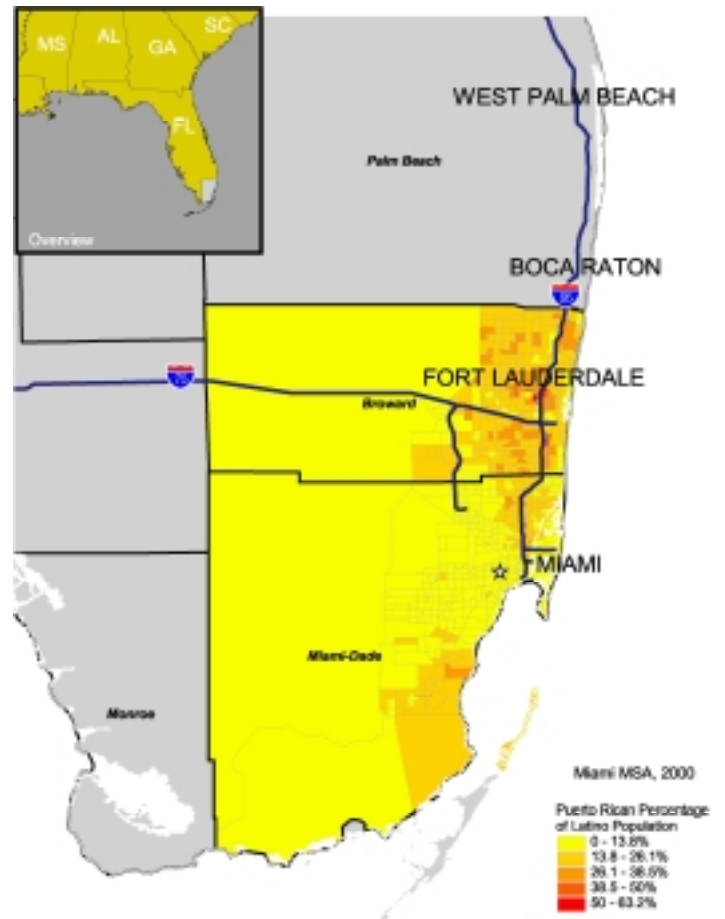 MS
AL
GA
SC
FL
Overview
WEST PALM BEACH
Palm Beach
BOCA RATON
95
75
FORT LAUDERDALE
Broward
MIAMI
Miami-Dade
Monroe
Miami MSA, 2000
Puerto Rican Percentage
of Latino Population
0 - 13.8%
13.8 - 26.1%
26.1 - 38.5%
38.5 - 50%
50 - 63.2%